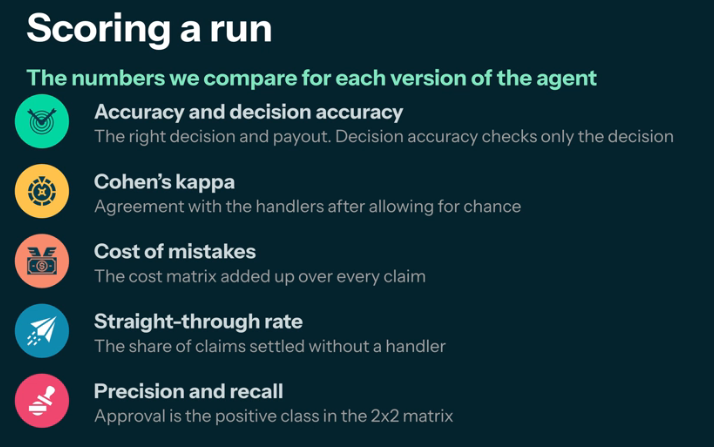 Scoring a run
The numbers we compare for each version of the agent
Accuracy and decision accuracy
The right decision and payout. Decision accuracy checks only the decision
Cohen’s kappa
Agreement with the handlers after allowing for chance
Cost of mistakes
The cost matrix added up over every claim
Straight-through rate
The share of claims settled without a handler
Precision and recall
Approval is the positive class in the 2x2 matrix